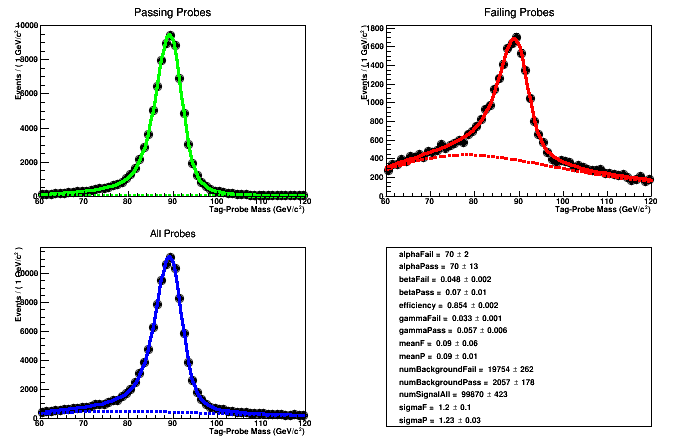 Passing Probes
Events / ( 1 GeV/c² )
10000
8000
6000
4000
2000
0
60 70 80 90 100 110 120
Tag-Probe Mass (GeV/c²)
Failing Probes
Events / ( 1 GeV/c² )
1800
1600
1400
1200
1000
800
600
400
200
0
60 70 80 90 100 110 120
Tag-Probe Mass (GeV/c²)
All Probes
Events / ( 1 GeV/c² )
10000
8000
6000
4000
2000
0
60 70 80 90 100 110 120
Tag-Probe Mass (GeV/c²)
alphaFail = 70 ± 2
alphaPass = 70 ± 13
betaFail = 0.048 ± 0.002
betaPass = 0.07 ± 0.01
efficiency = 0.854 ± 0.002
gammaFail = 0.033 ± 0.001
gammaPass = 0.057 ± 0.006
meanF = 0.09 ± 0.06
meanP = 0.09 ± 0.01
numBackgroundFail = 19754 ± 262
numBackgroundPass = 2057 ± 178
numSignalAll = 99870 ± 423
sigmaF = 1.2 ± 0.1
sigmaP = 1.23 ± 0.03